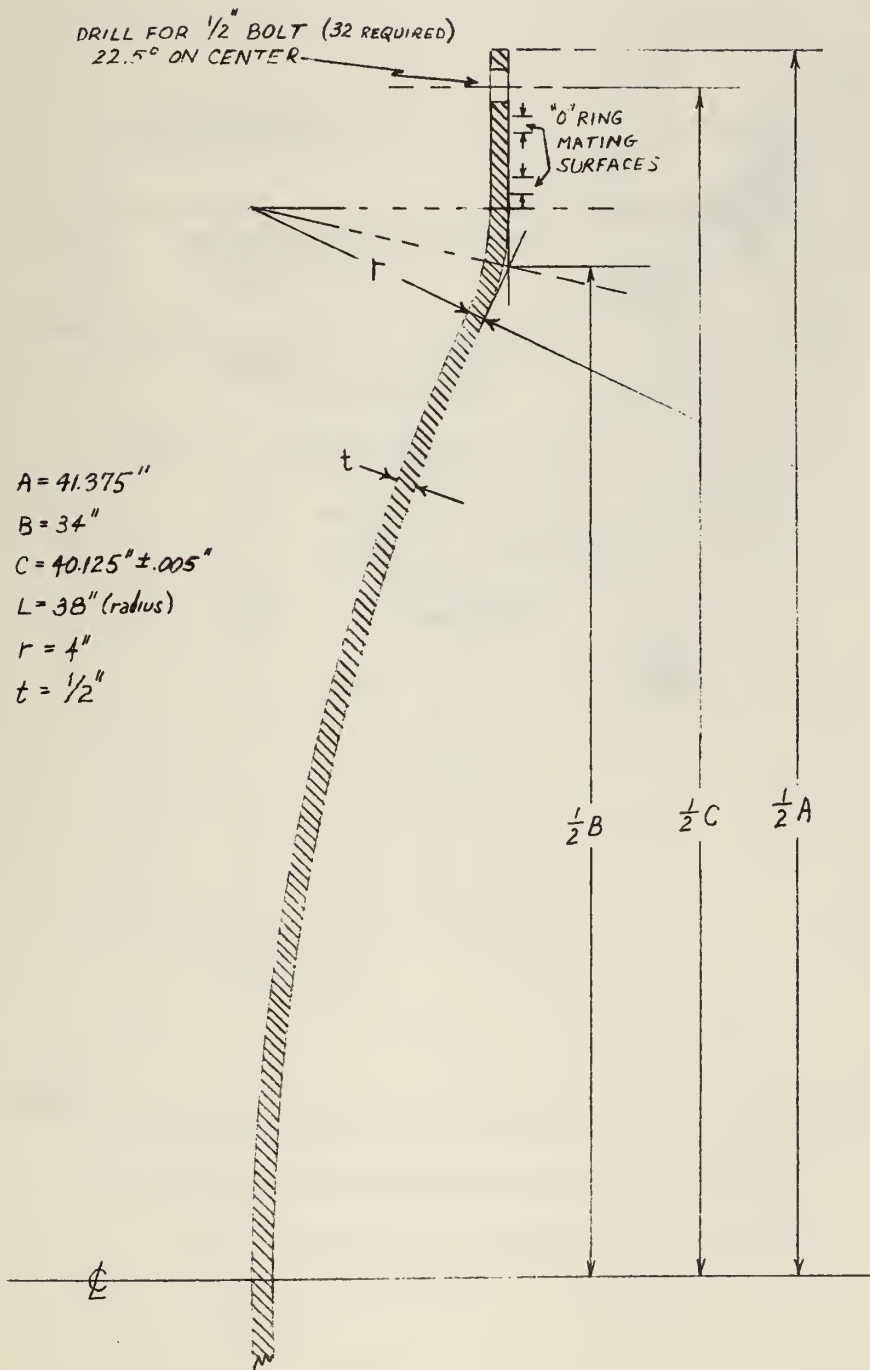 DRILL FOR 1/2" BOLT (32 REQUIRED)
22.5° ON CENTER
"O" RING
MATING
SURFACES
r
t
A = 41.375"
B = 34"
C = 40.125" ± .005"
L = 38" (radius)
r = 4"
t = 1/2"
1/2 B
1/2 C
1/2 A
℄